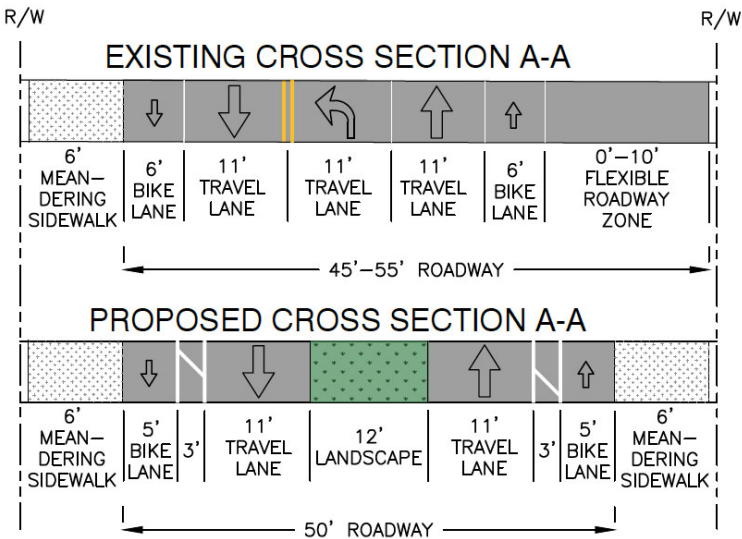 R/W
R/W
EXISTING CROSS SECTION A-A
6'
MEAN-
DERING
SIDEWALK
6'
BIKE
LANE
11'
TRAVEL
LANE
11'
TRAVEL
LANE
11'
TRAVEL
LANE
6'
BIKE
LANE
0'-10'
FLEXIBLE
ROADWAY
ZONE
45'-55' ROADWAY
PROPOSED CROSS SECTION A-A
6'
MEAN-
DERING
SIDEWALK
5'
BIKE
LANE
3'
11'
TRAVEL
LANE
12'
LANDSCAPE
11'
TRAVEL
LANE
3'
5'
BIKE
LANE
6'
MEAN-
DERING
SIDEWALK
50' ROADWAY